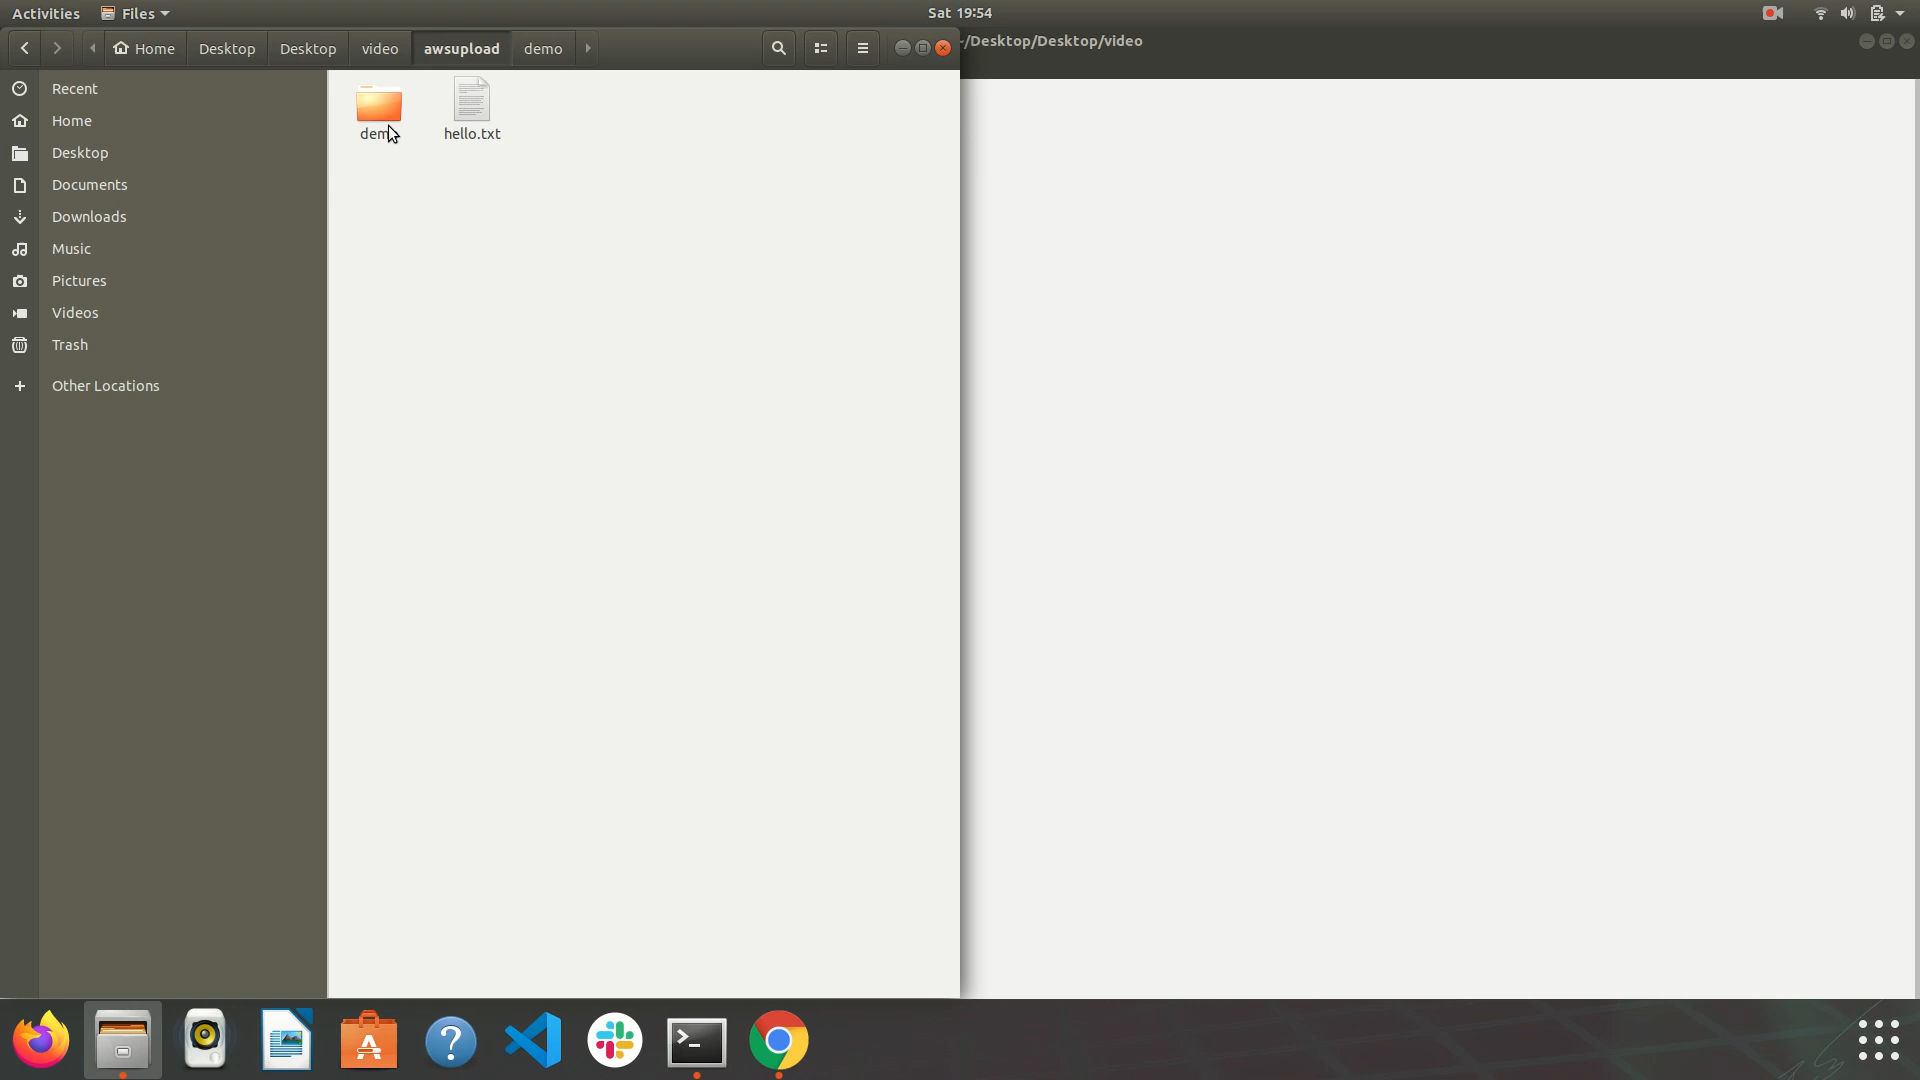 Activities
Files
Sat 19:54
Home
Desktop
Desktop
video
awsupload
demo
/Desktop/Desktop/video
Recent
Home
Desktop
Documents
Downloads
Music
Pictures
Videos
Trash
Other Locations
hello.txt